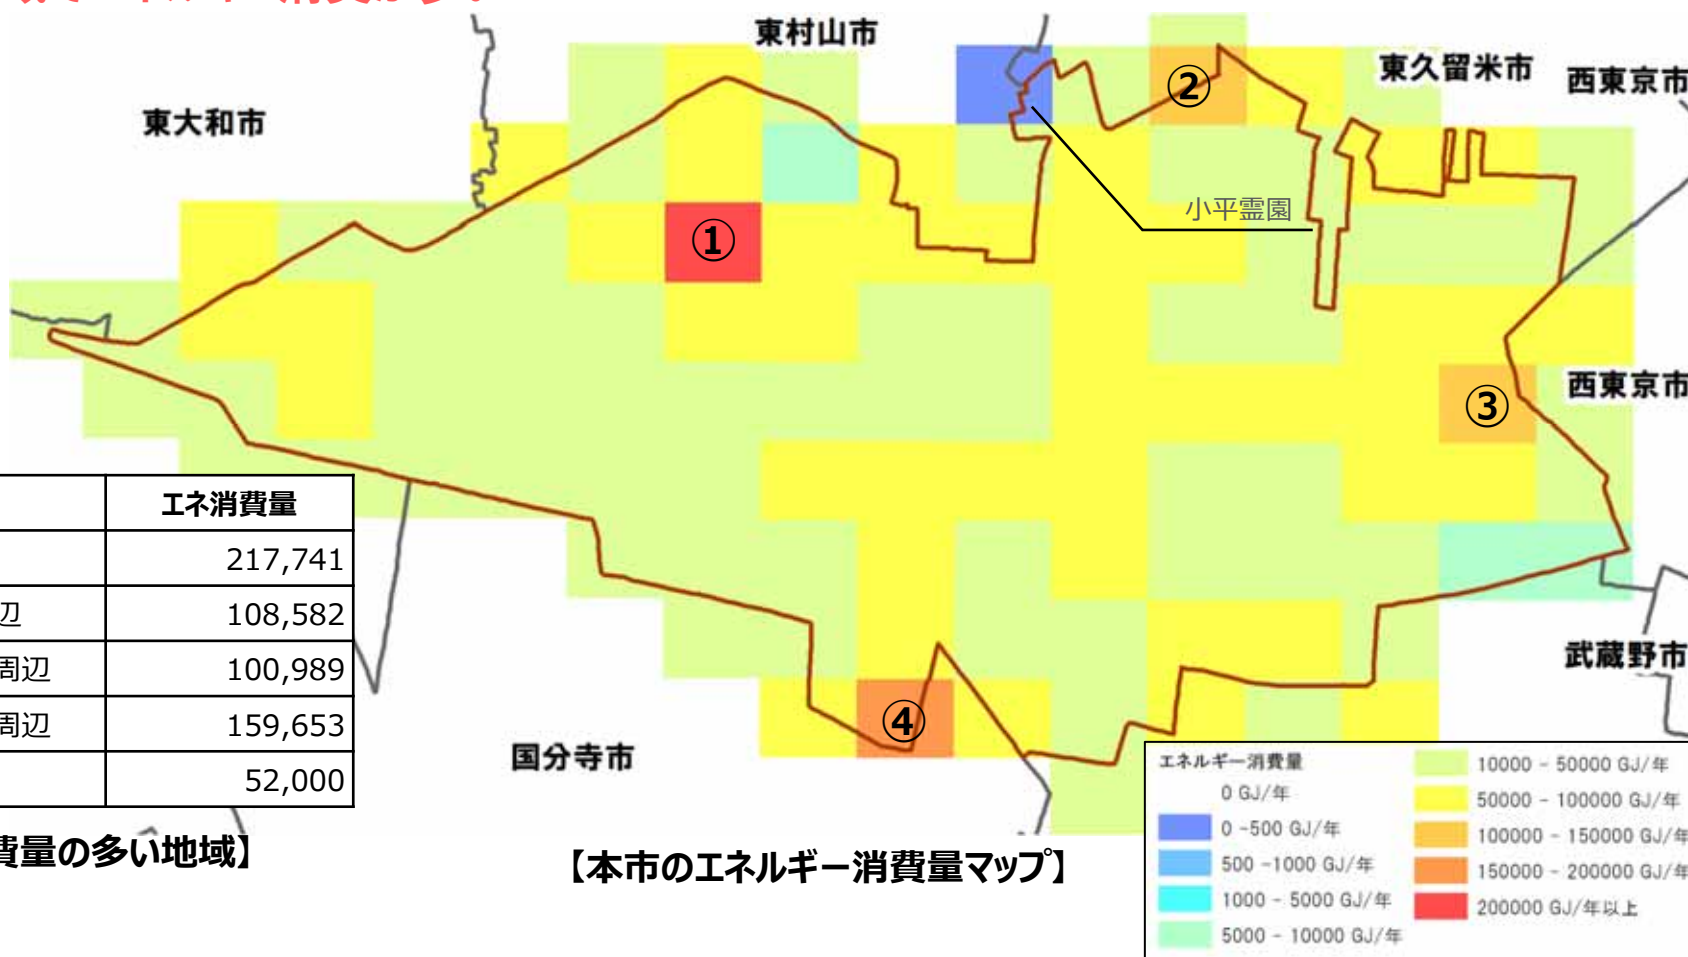 東村山市
東久留米市
西東京市
東大和市
②
小平霊園
①
西東京市
③
エネ消費量
217,741
辺 108,582
周辺 100,989
周辺 159,653
52,000
武蔵野市
④
国分寺市
費量の多い地域】
【本市のエネルギー消費量マップ】
エネルギー消費量
0 GJ/年
0 -500 GJ/年
500 -1000 GJ/年
1000 - 5000 GJ/年
5000 - 10000 GJ/年
10000 - 50000 GJ/年
50000 - 100000 GJ/年
100000 - 150000 GJ/年
150000 - 200000 GJ/年
200000 GJ/年以上